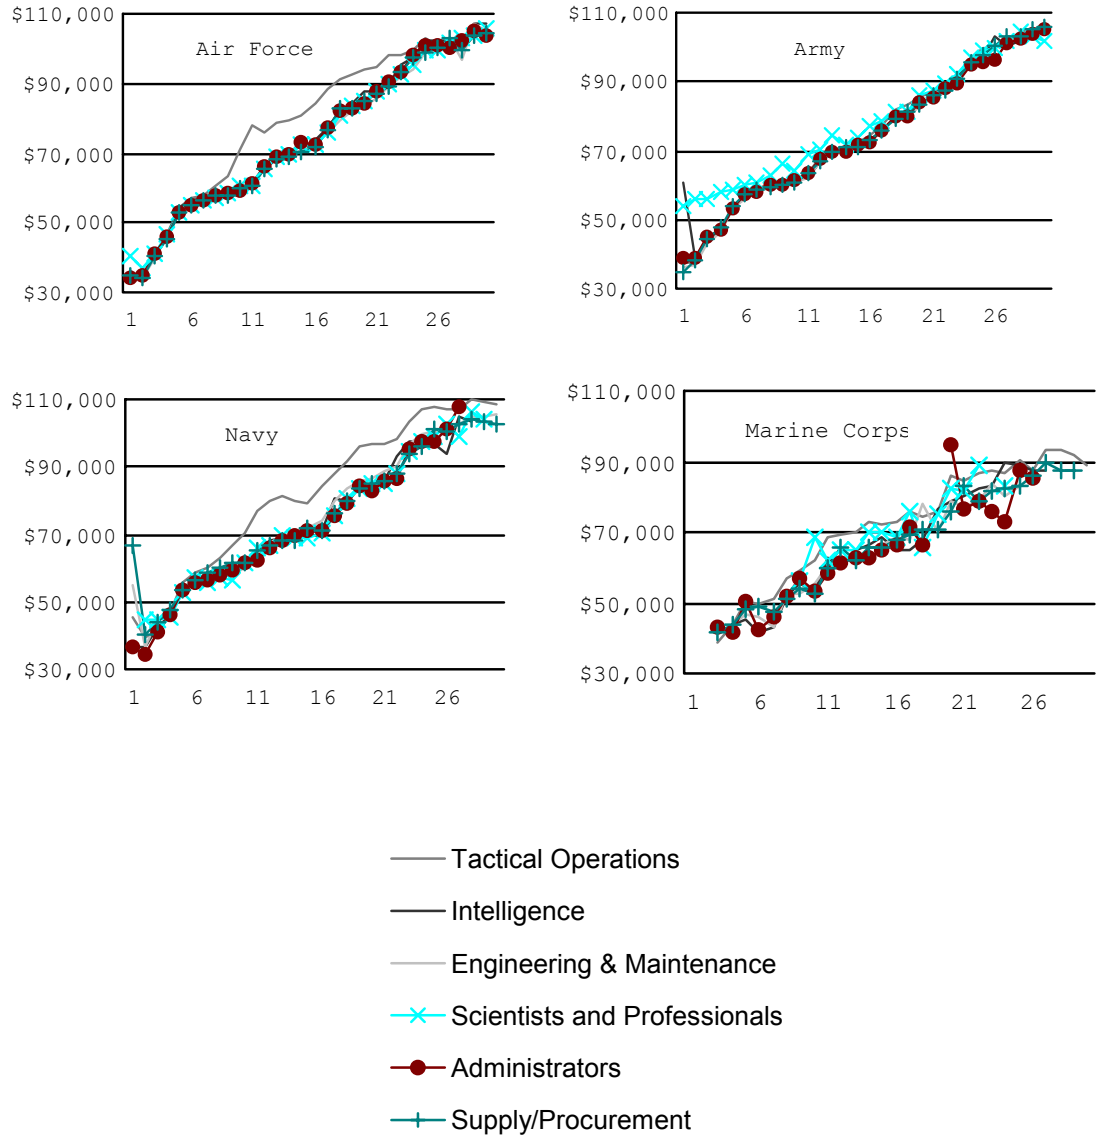 $110,000
Air Force
$90,000
$70,000
$50,000
$30,000
1 6 11 16 21 26
$110,000
Army
$90,000
$70,000
$50,000
$30,000
1 6 11 16 21 26
$110,000
Navy
$90,000
$70,000
$50,000
$30,000
1 6 11 16 21 26
$110,000
Marine Corps
$90,000
$70,000
$50,000
$30,000
1 6 11 16 21 26
Tactical Operations
Intelligence
Engineering & Maintenance
Scientists and Professionals
Administrators
Supply/Procurement